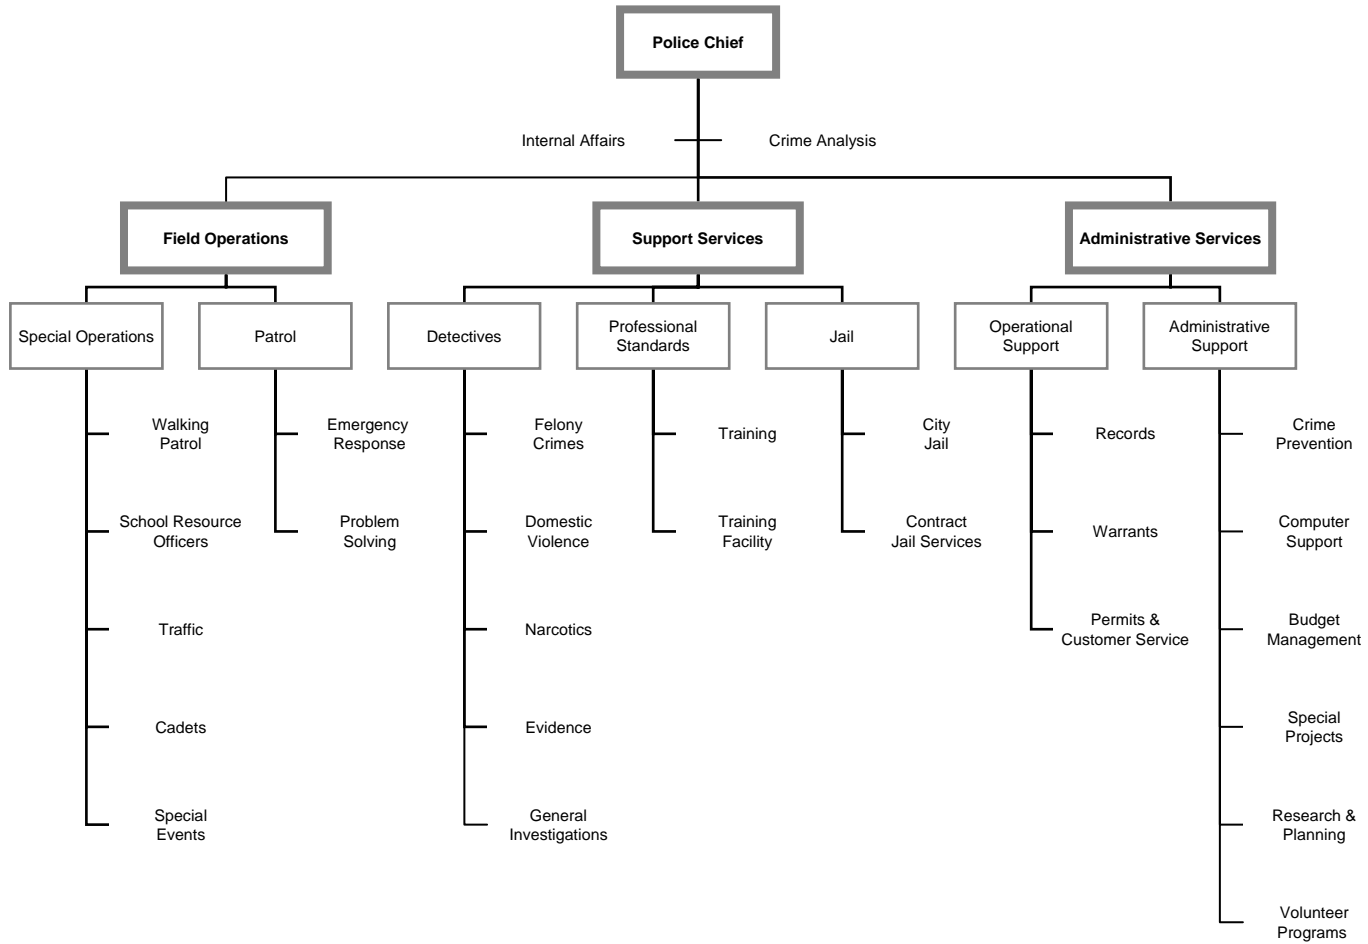 Police Chief
Internal Affairs
Crime Analysis
Field Operations
Support Services
Administrative Services
Special Operations
Patrol
Detectives
Professional
Standards
Jail
Operational
Support
Administrative
Support
Walking
Patrol
Emergency
Response
Felony
Crimes
Training
City
Jail
Records
Crime
Prevention
School Resource
Officers
Problem
Solving
Domestic
Violence
Training
Facility
Contract
Jail Services
Warrants
Computer
Support
Traffic
Narcotics
Permits &
Customer Service
Budget
Management
Cadets
Evidence
Special
Projects
Special
Events
General
Investigations
Research &
Planning
Volunteer
Programs